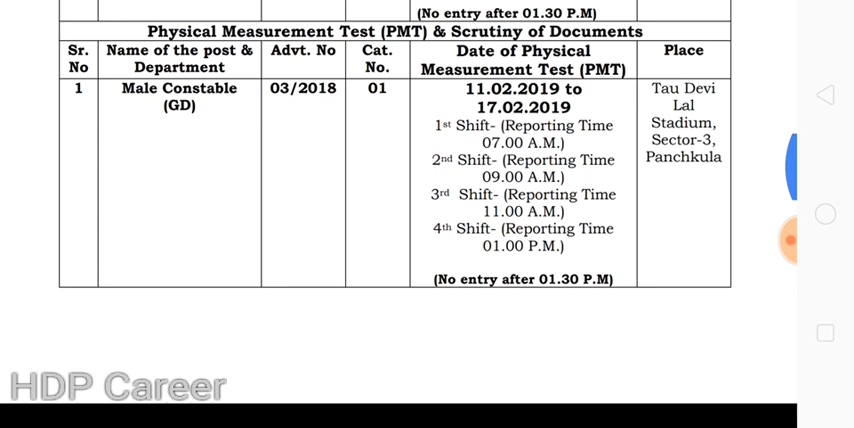 (No entry after 01.30 P.M)
Physical Measurement Test (PMT) & Scrutiny of Documents
Sr. No
Name of the post & Department
Advt. No
Cat. No.
Date of Physical Measurement Test (PMT)
Place
1
Male Constable (GD)
03/2018
01
11.02.2019 to
17.02.2019
1st Shift- (Reporting Time
07.00 A.M.)
2nd Shift- (Reporting Time
09.00 A.M.)
3rd Shift- (Reporting Time
11.00 A.M.)
4th Shift- (Reporting Time
01.00 P.M.)
(No entry after 01.30 P.M)
Tau Devi
Lal
Stadium,
Sector-3,
Panchkula
HDP Career